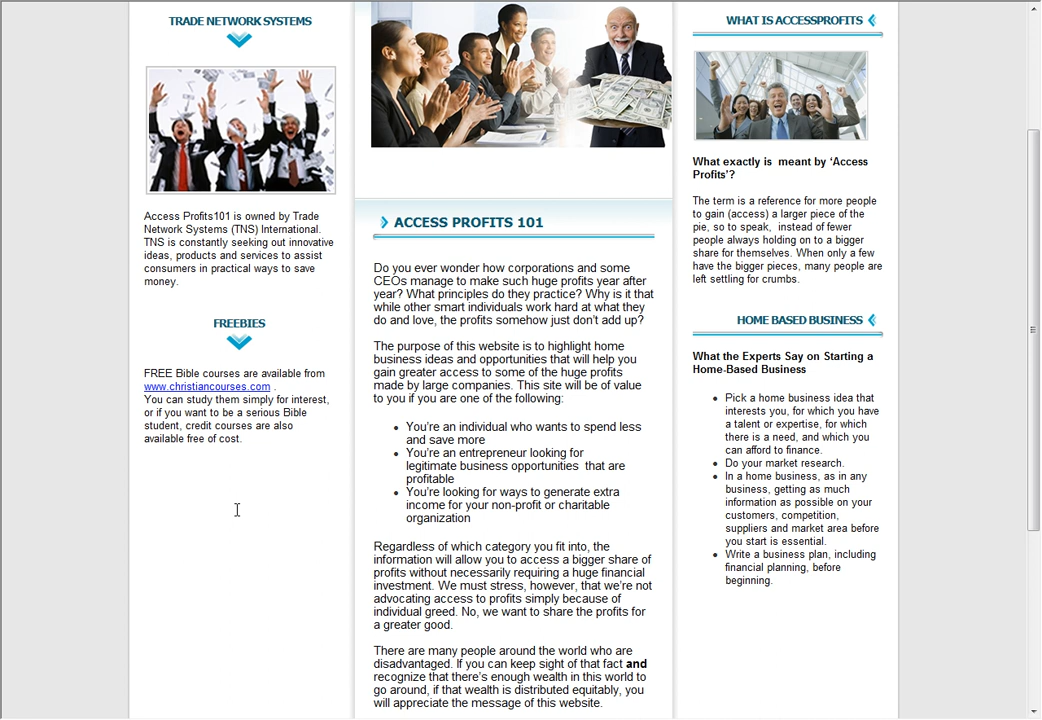 TRADE NETWORK SYSTEMS
Access Profits101 is owned by Trade
Network Systems (TNS) International.
TNS is constantly seeking out innovative
ideas, products and services to assist
consumers in practical ways to save
money.
FREEBIES
FREE Bible courses are available from
www.christiancourses.com .
You can study them simply for interest,
or if you want to be a serious Bible
student, credit courses are also
available free of cost.
ACCESS PROFITS 101
Do you ever wonder how corporations and some
CEOs manage to make such huge profits year after
year? What principles do they practice? Why is it that
while other smart individuals work hard at what they
do and love, the profits somehow just don't add up?
The purpose of this website is to highlight home
business ideas and opportunities that will help you
gain greater access to some of the huge profits
made by large companies. This site will be of value
to you if you are one of the following:
• You're an individual who wants to spend less
and save more
• You're an entrepreneur looking for
legitimate business opportunities  that are
profitable
• You're looking for ways to generate extra
income for your non-profit or charitable
organization
Regardless of which category you fit into, the
information will allow you to access a bigger share of
profits without necessarily requiring a huge financial
investment. We must stress, however, that we're not
advocating access to profits simply because of
individual greed. No, we want to share the profits for
a greater good.
There are many people around the world who are
disadvantaged. If you can keep sight of that fact and
recognize that there's enough wealth in this world to
go around, if that wealth is distributed equitably, you
will appreciate the message of this website.
WHAT IS ACCESSPROFITS
What exactly is  meant by ‘Access
Profits’?
The term is a reference for more people
to gain (access) a larger piece of the
pie, so to speak,  instead of fewer
people always holding on to a bigger
share for themselves. When only a few
have the bigger pieces, many people are
left settling for crumbs.
HOME BASED BUSINESS
What the Experts Say on Starting a
Home-Based Business
• Pick a home business idea that
interests you, for which you have
a talent or expertise, for which
there is a need, and which you
can afford to finance.
• Do your market research.
• In a home business, as in any
business, getting as much
information as possible on your
customers, competition,
suppliers and market area before
you start is essential.
• Write a business plan, including
financial planning, before
beginning.